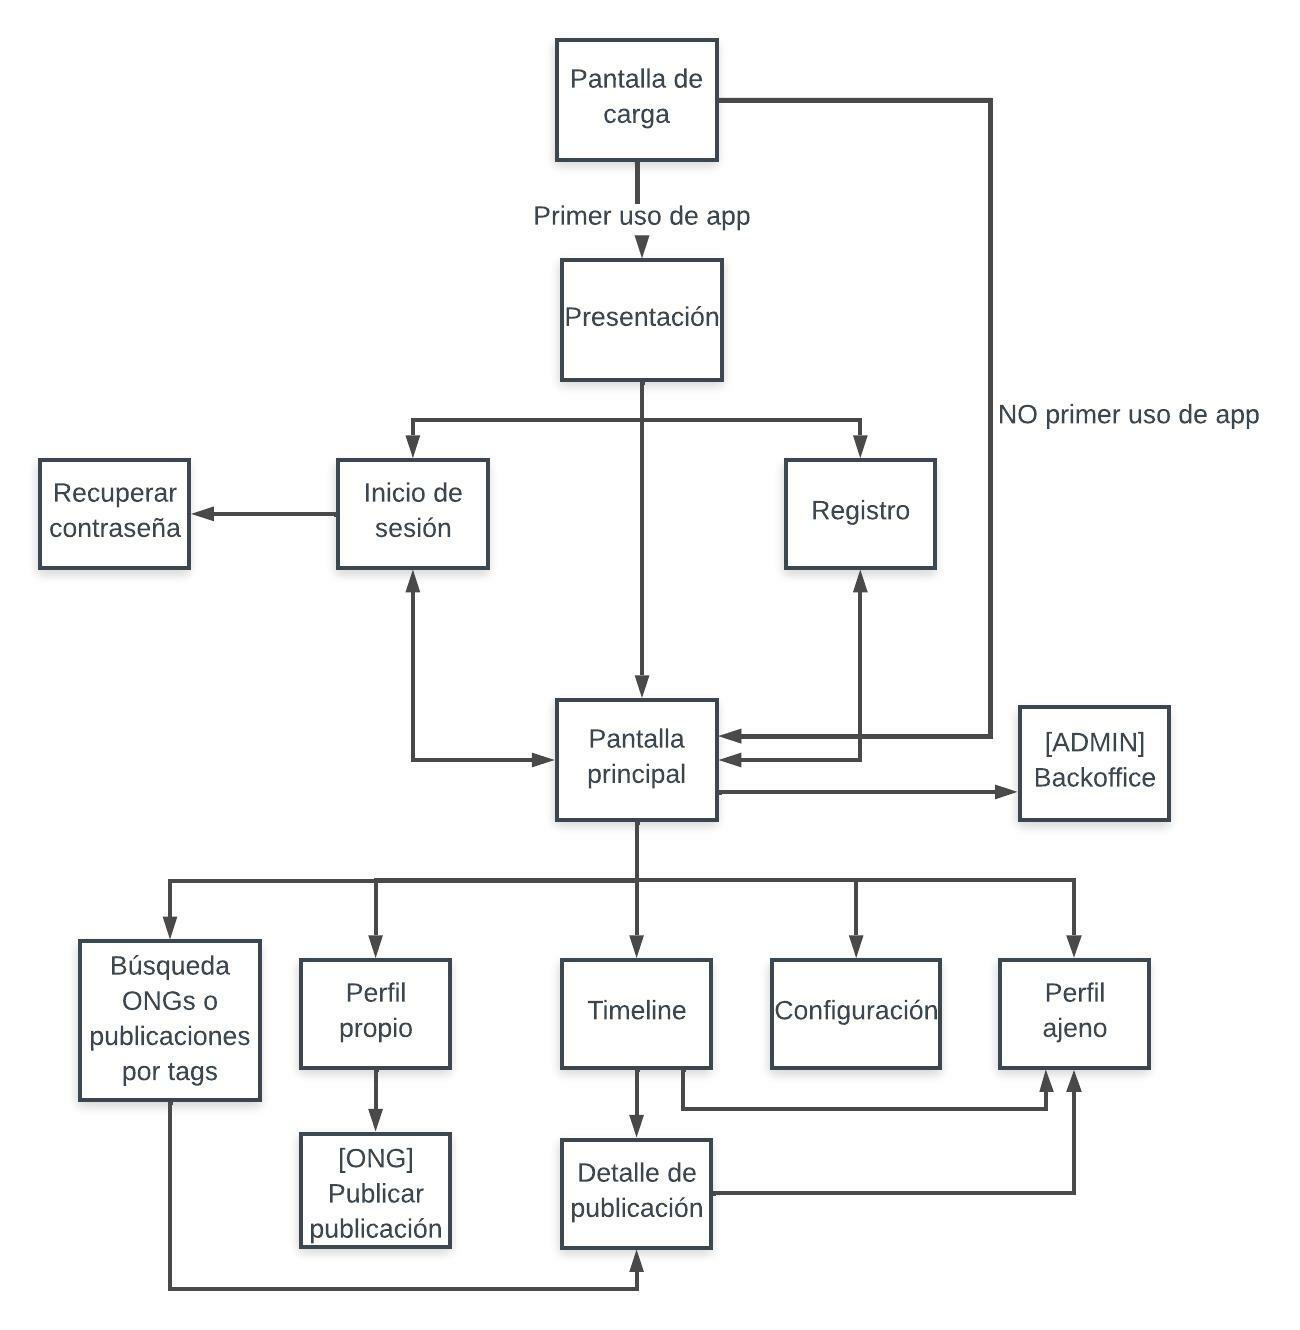 Pantalla de
carga
Primer uso de app
Presentación
NO primer uso de app
Recuperar
contraseña
Inicio de
sesión
Registro
Pantalla
principal
[ADMIN]
Backoffice
Búsqueda
ONGs o
publicaciones
por tags
Perfil
propio
Timeline
Configuración
Perfil
ajeno
[ONG]
Publicar
publicación
Detalle de
publicación